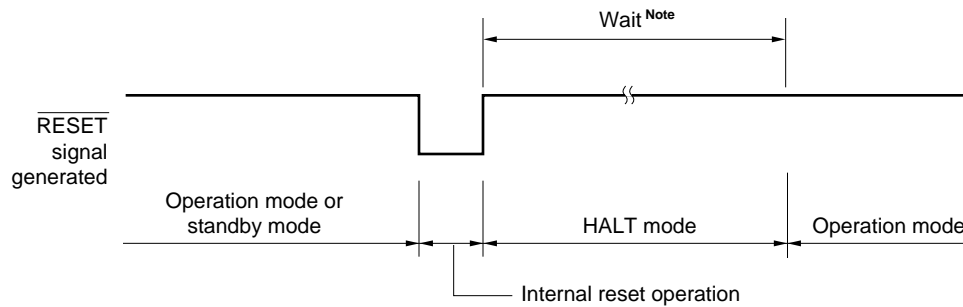 Wait Note
RESET
signal
generated
Operation mode or
standby mode
HALT mode
Operation mode
Internal reset operation